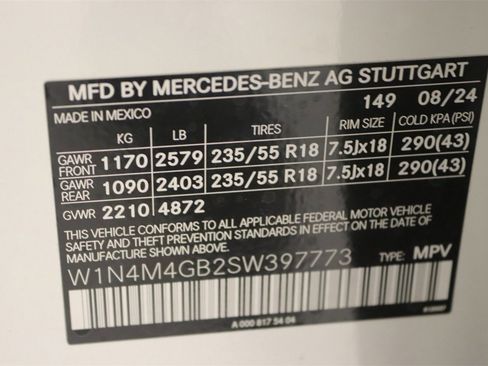 MFD BY MERCEDES-BENZ AG STUTTGART
MADE IN MEXICO 149 08/24
KG LB TIRES RIM SIZE COLD KPA (PSI)
GAWR FRONT 1170 2579 235/55 R18 7.5Jx18 290(43)
GAWR REAR 1090 2403 235/55 R18 7.5Jx18 290(43)
GVWR 2210 4872
THIS VEHICLE CONFORMS TO ALL APPLICABLE FEDERAL MOTOR VEHICLE
SAFETY AND THEFT PREVENTION STANDARDS IN EFFECT ON THE DATE OF
MANUFACTURE SHOWN ABOVE.
W1N4M4GB2SW397773 TYPE: MPV
A 000 817 54 04